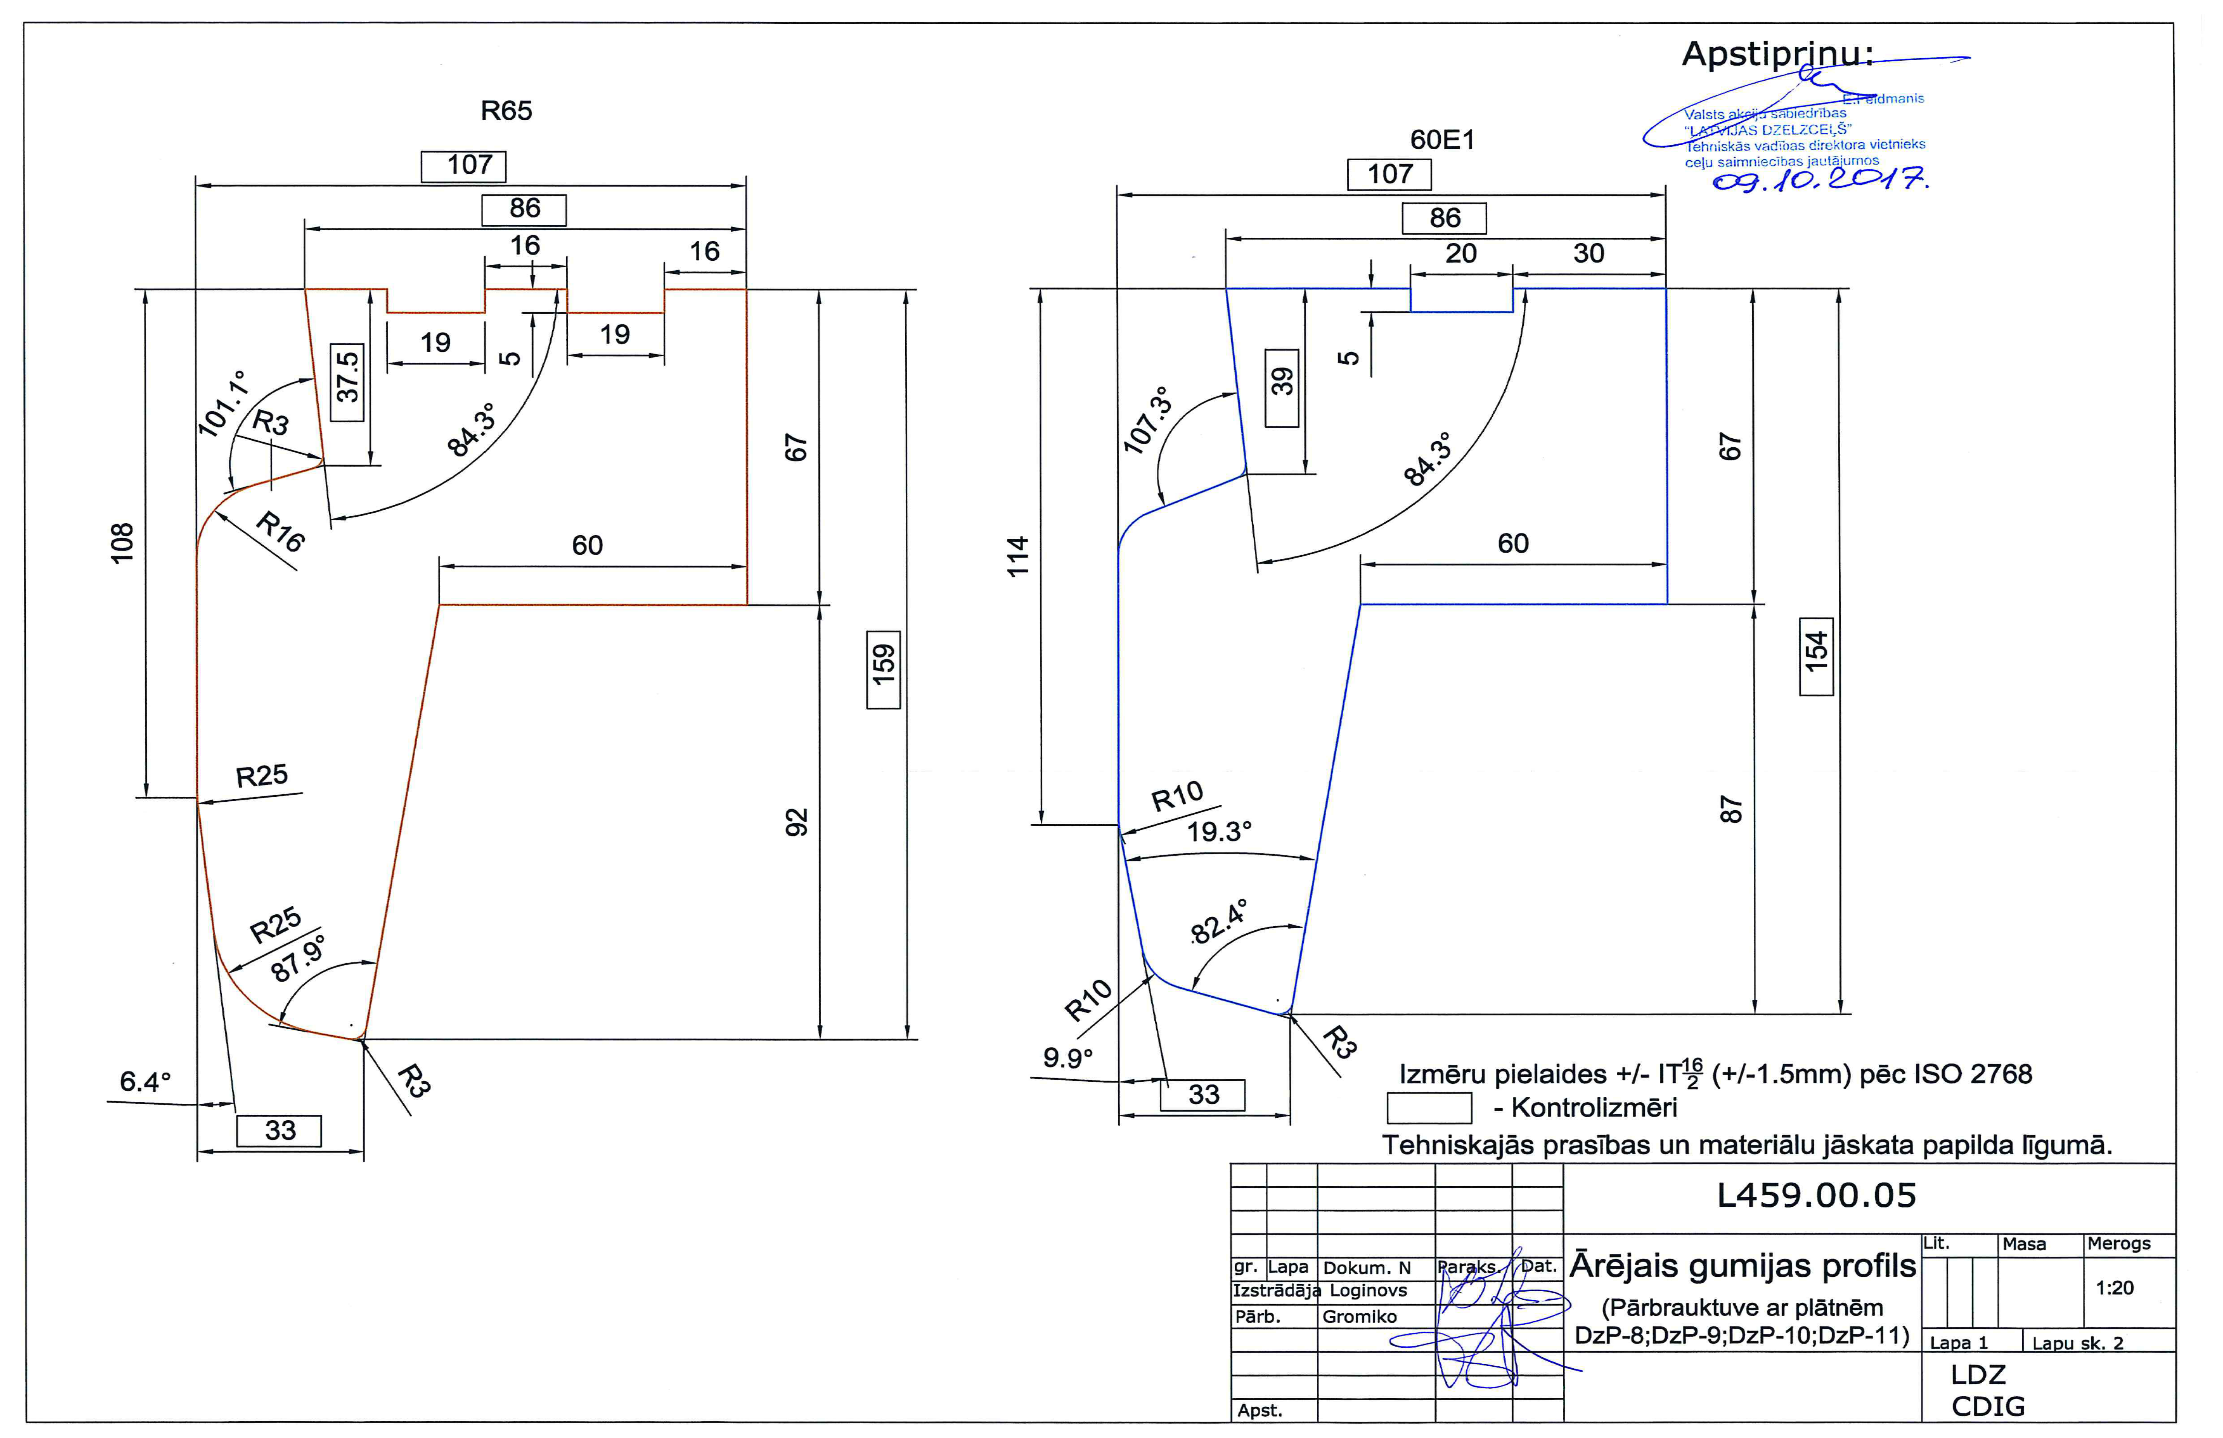 Apstiprinu:
E.Feldmanis
Valsts akciju sabiedrības
"LATVIJAS DZELZCEĻŠ"
Tehniskās vadības direktora vietnieks
ceļu saimniecības jautājumos
09.10.2017.
R65
107
86
16
16
19
19
5
37.5
101.1°
R3
84.3°
67
R16
108
60
159
R25
92
R25
87.9°
6.4°
R3
33
60E1
107
86
20
30
5
39
107.3°
84.3°
67
114
60
154
R10
19.3°
87
82.4°
R10
9.9°
R3
33
Izmēru pielaides +/- IT16/2 (+/-1.5mm) pēc ISO 2768
- Kontrolizmēri
Tehniskajās prasības un materiālu jāskata papilda līgumā.
L459.00.05
gr. Lapa Dokum. N Paraks. Dat.
Izstrādāja Loginovs
Pārb. Gromiko
Apst.
Ārējais gumijas profils
(Pārbrauktuve ar plātnēm
DzP-8;DzP-9;DzP-10;DzP-11)
Lit. Masa Merogs
1:20
Lapa 1 Lapu sk. 2
LDZ
CDIG